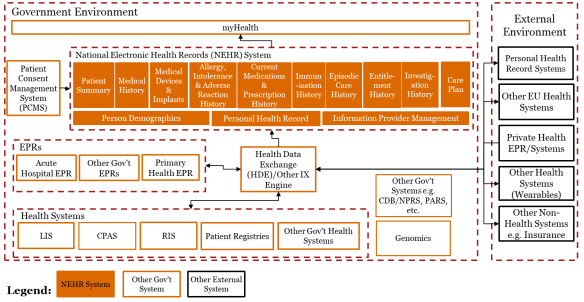 Government Environment
myHealth
National Electronic Health Records (NEHR) System
Patient
Consent
Management
System
(PCMS)
Patient
Summary
Medical
History
Medical
Devices
&
Implants
Allergy,
Intolerance
& Adverse
Reaction
History
Current
Medications
&
Prescription
History
Immun
-isation
History
Episodic
Care
History
Entitle-
ment
History
Investig-
ation
History
Care
Plan
Person Demographics
Personal Health Record
Information Provider Management
EPRs
Acute
Hospital EPR
Other Gov't
EPRs
Primary
Health EPR
Health Data
Exchange
(HDE)/Other IX
Engine
Other Gov't
Systems e.g.
CDB/NPRS, PARS,
etc.
Genomics
Health Systems
LIS
CPAS
RIS
Patient Registries
Other Gov't Health
Systems
External
Environment
Personal Health
Record Systems
Other EU Health
Systems
Private Health
EPR/Systems
Other Health
Systems
(Wearables)
Other Non-
Health Systems
e.g. Insurance
Legend:
NEHR System
Other Gov't
System
Other External
System